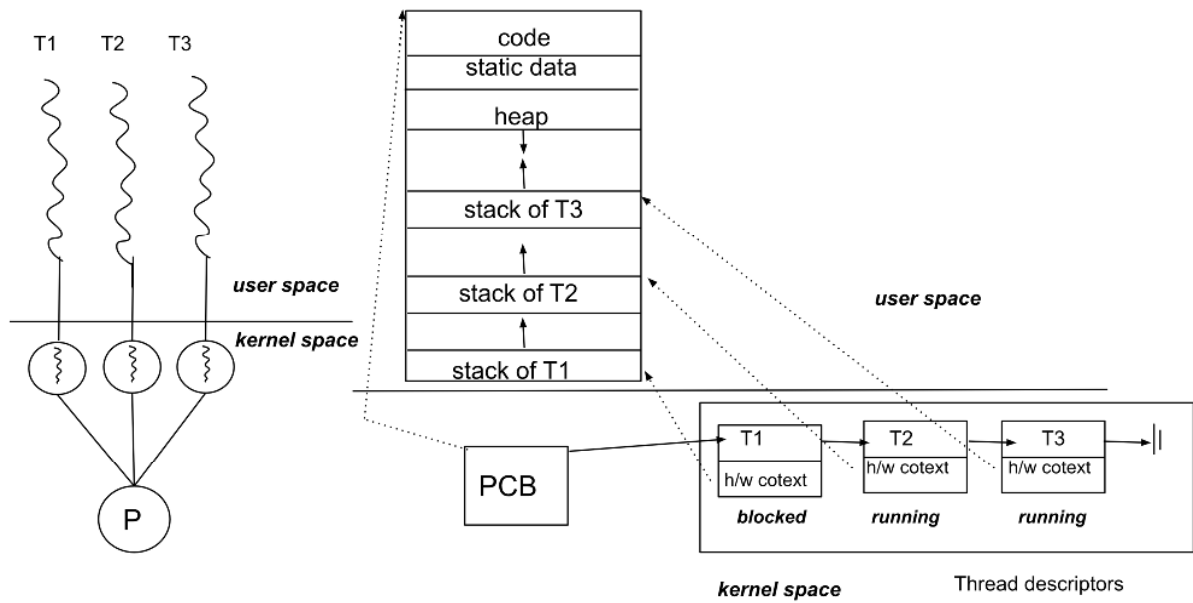 T1 T2 T3
user space
kernel space
P
code
static data
heap
stack of T3
stack of T2
stack of T1
user space
PCB
T1 T2 T3
h/w cotext h/w cotext h/w cotext
blocked running running
kernel space
Thread descriptors